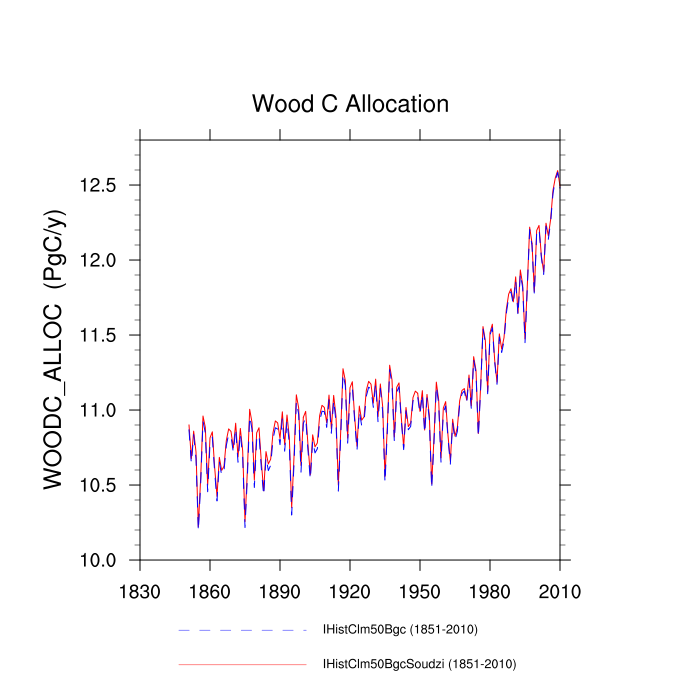 Wood C Allocation
WOODC_ALLOC (PgC/y)
12.5
12.0
11.5
11.0
10.5
10.0
1830 1860 1890 1920 1950 1980 2010
IHistClm50Bgc (1851-2010)
IHistClm50BgcSoudzi (1851-2010)